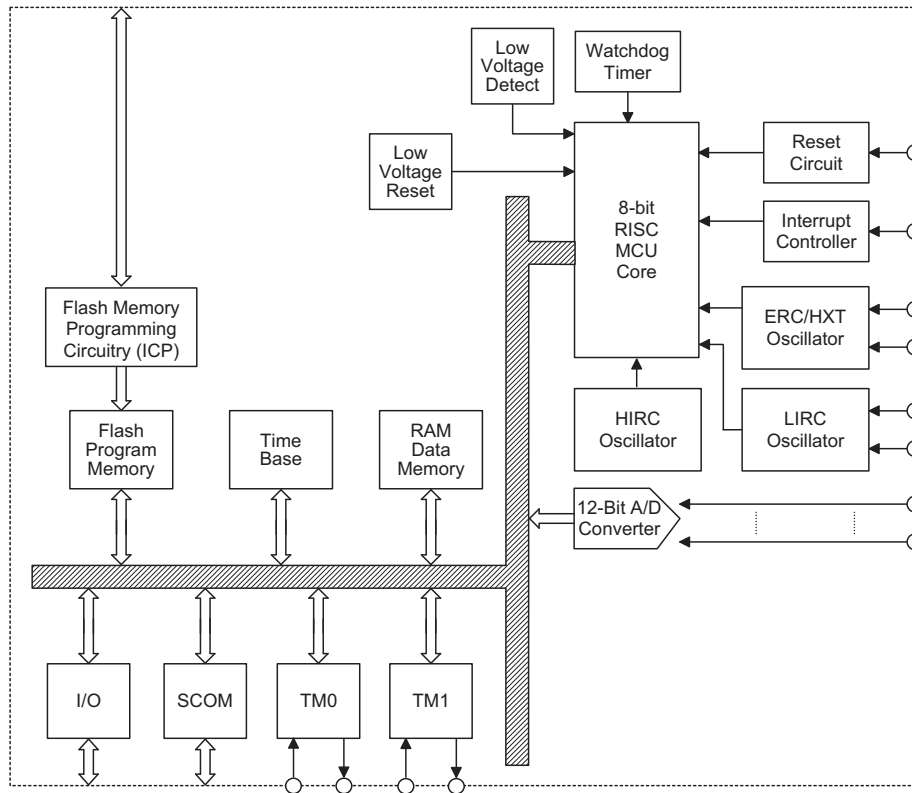 Low
Voltage
Detect
Watchdog
Timer
Low
Voltage
Reset
8-bit
RISC
MCU
Core
Reset
Circuit
Interrupt
Controller
Flash Memory
Programming
Circuitry (ICP)
ERC/HXT
Oscillator
HIRC
Oscillator
LIRC
Oscillator
Flash
Program
Memory
Time
Base
RAM
Data
Memory
12-Bit A/D
Converter
I/O
SCOM
TM0
TM1